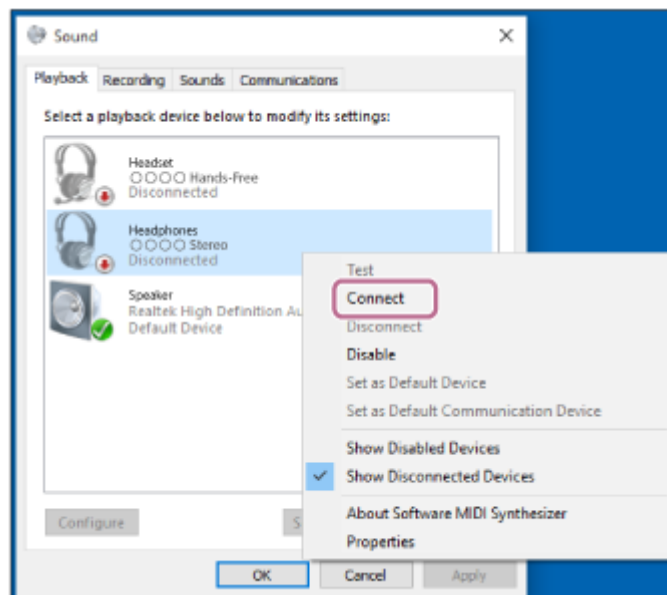 Sound
Playback Recording Sounds Communications
Select a playback device below to modify its settings:
Headset
○○○○ Hands-Free
Disconnected
Headphones
○○○○ Stereo
Disconnected
Speaker
Realtek High Definition Au
Default Device
Test
Connect
Disconnect
Disable
Set as Default Device
Set as Default Communication Device
Show Disabled Devices
Show Disconnected Devices
About Software MIDI Synthesizer
Properties
Configure S
OK Cancel Apply